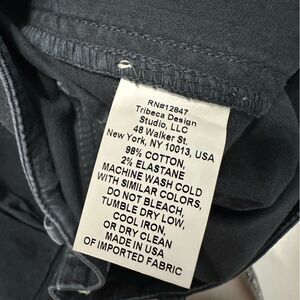 RN#12847
Tribeca Design
Studio, LLC
48 Walker St.
New York, NY 10013, USA
98% COTTON,
2% ELASTANE
MACHINE WASH COLD
WITH SIMILAR COLORS,
DO NOT BLEACH,
TUMBLE DRY LOW,
COOL IRON,
OR DRY CLEAN
MADE IN USA
OF IMPORTED FABRIC